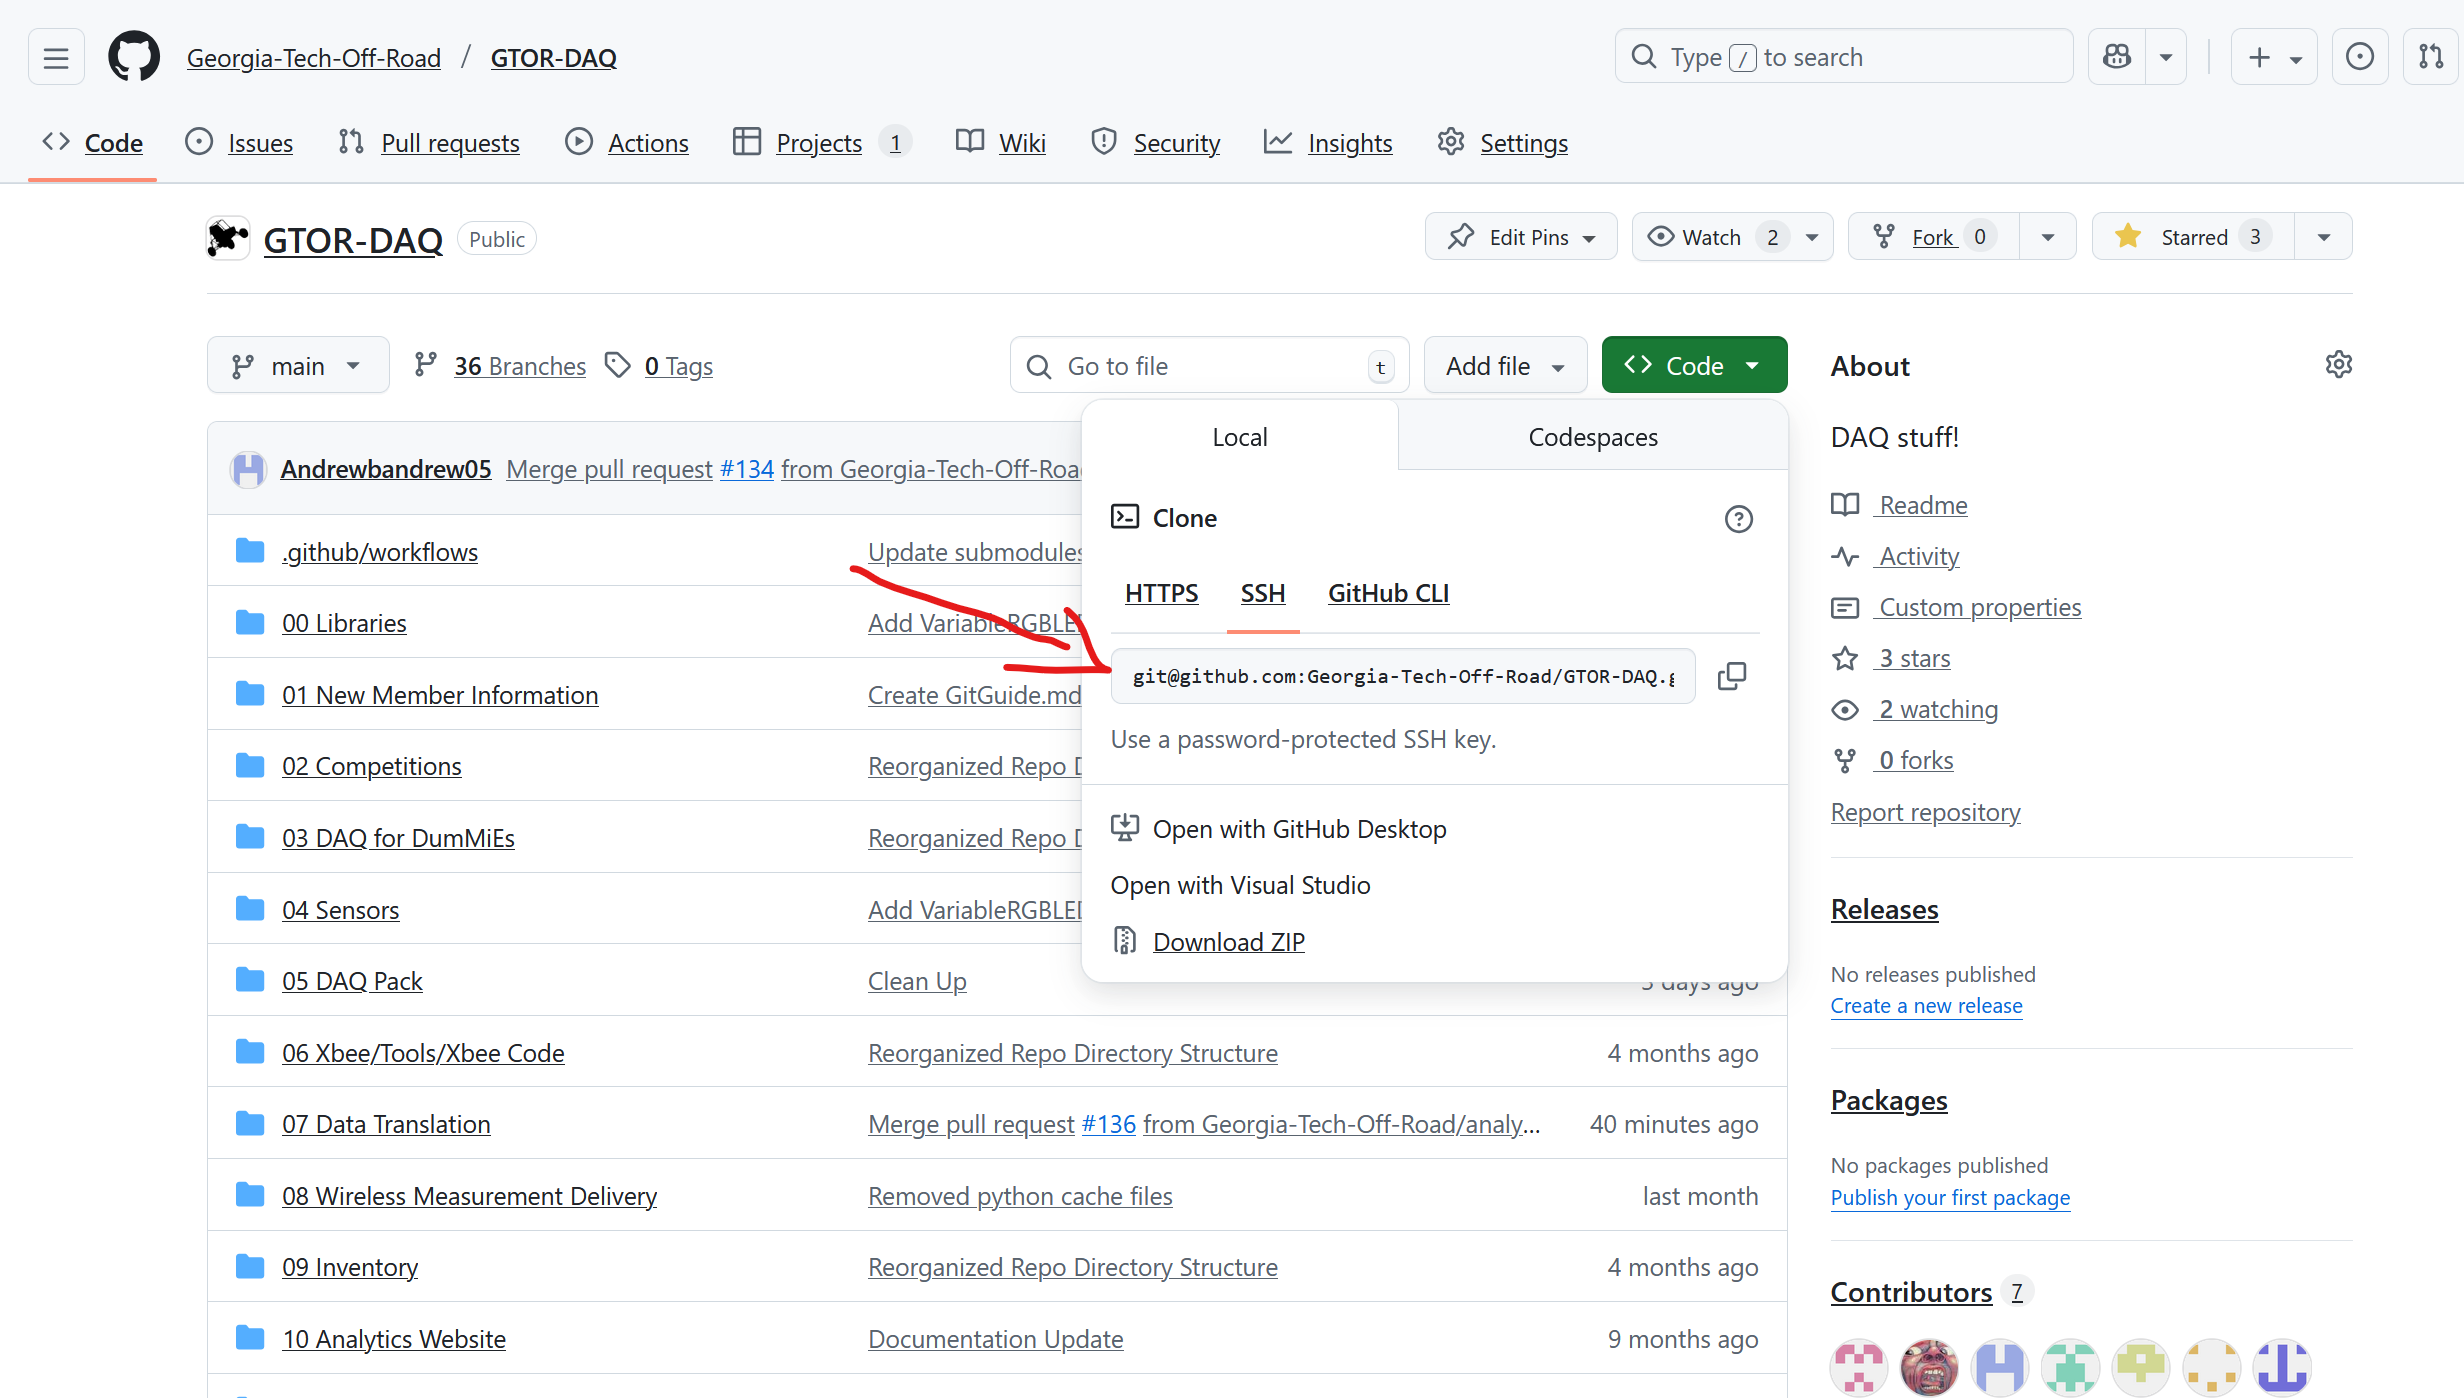 Georgia-Tech-Off-Road / GTOR-DAQ
Type / to search
Code Issues Pull requests Actions Projects 1 Wiki Security Insights Settings
GTOR-DAQ Public
Edit Pins Watch 2 Fork 0 Starred 3
main 36 Branches 0 Tags
Go to file t Add file Code
Andrewbandrew05 Merge pull request #134 from Georgia-Tech-Off-Roa
.github/workflows Update submodules
00 Libraries Add VariableRGBLE
01 New Member Information Create GitGuide.md
02 Competitions Reorganized Repo D
03 DAQ for DumMiEs Reorganized Repo D
04 Sensors Add VariableRGBLED
05 DAQ Pack Clean Up days ago
06 Xbee/Tools/Xbee Code Reorganized Repo Directory Structure 4 months ago
07 Data Translation Merge pull request #136 from Georgia-Tech-Off-Road/analy... 40 minutes ago
08 Wireless Measurement Delivery Removed python cache files last month
09 Inventory Reorganized Repo Directory Structure 4 months ago
10 Analytics Website Documentation Update 9 months ago
Local Codespaces
Clone
HTTPS SSH GitHub CLI
git@github.com:Georgia-Tech-Off-Road/GTOR-DAQ.g
Use a password-protected SSH key.
Open with GitHub Desktop
Open with Visual Studio
Download ZIP
About
DAQ stuff!
Readme
Activity
Custom properties
3 stars
2 watching
0 forks
Report repository
Releases
No releases published
Create a new release
Packages
No packages published
Publish your first package
Contributors 7